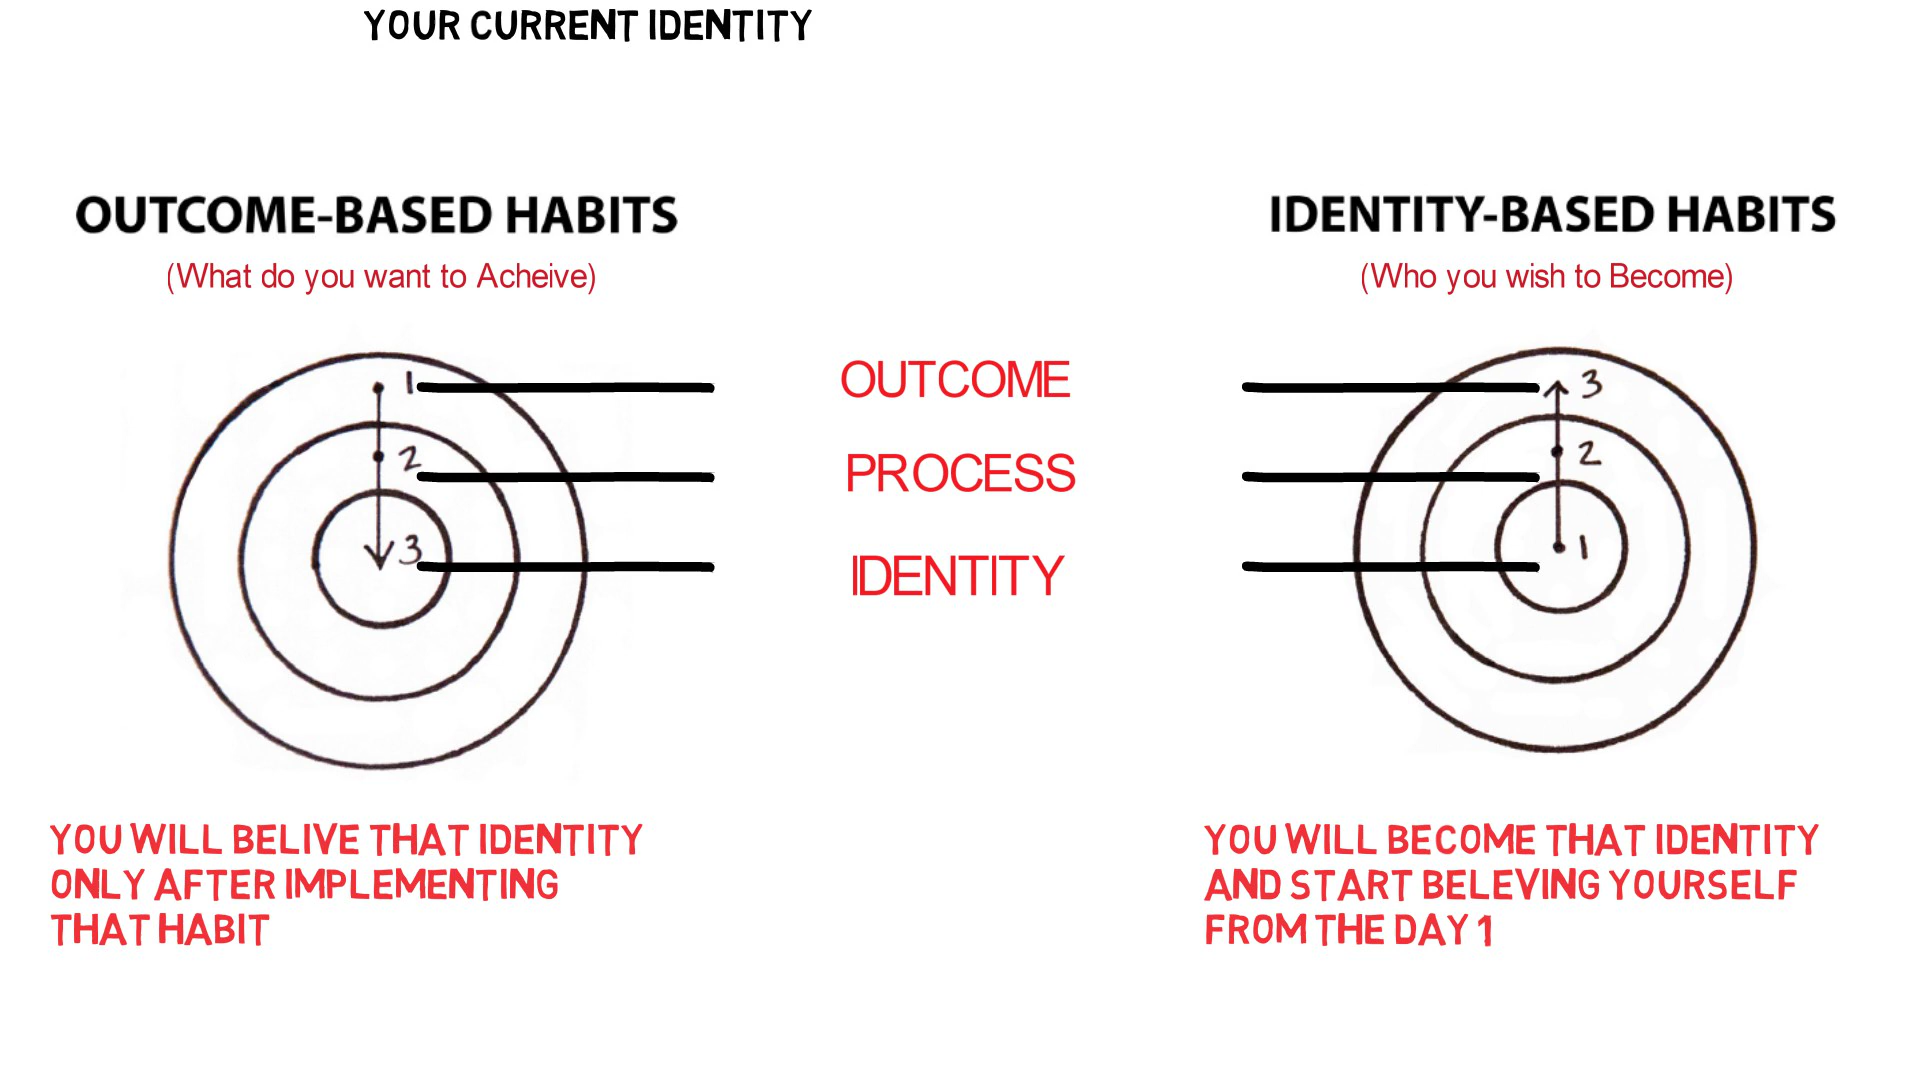 YOUR CURRENT IDENTITY
OUTCOME-BASED HABITS
(What do you want to Acheive)
1
2
3
OUTCOME
PROCESS
IDENTITY
IDENTITY-BASED HABITS
(Who you wish to Become)
3
2
1
YOU WILL BELIVE THAT IDENTITY
ONLY AFTER IMPLEMENTING
THAT HABIT
YOU WILL BECOME THAT IDENTITY
AND START BELEVING YOURSELF
FROM THE DAY 1